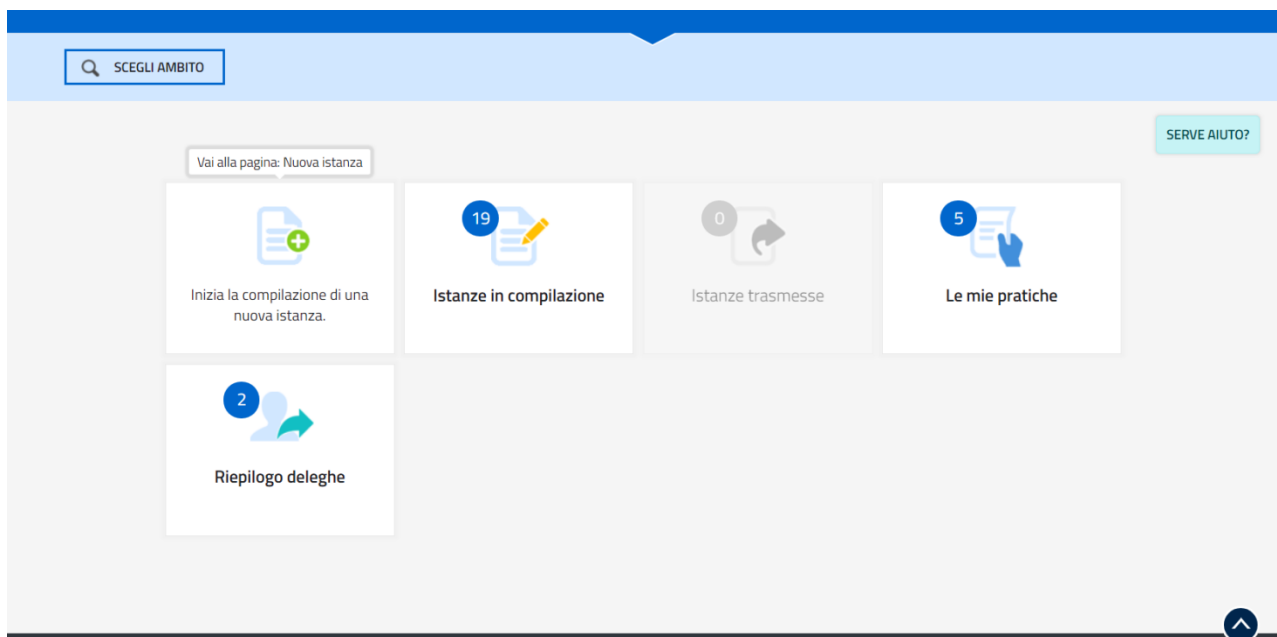 SCEGLI AMBITO
SERVE AIUTO?
Vai alla pagina: Nuova istanza
Inizia la compilazione di una
nuova istanza.
19
Istanze in compilazione
0
Istanze trasmesse
5
Le mie pratiche
2
Riepilogo deleghe